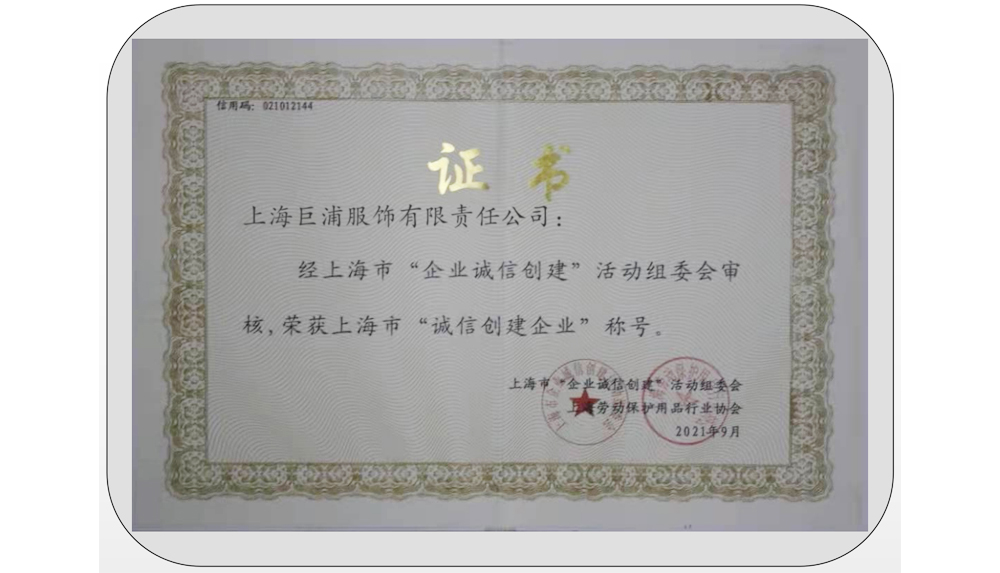 信用码：021012144
证 书
上海巨浦服饰有限责任公司：
经上海市“企业诚信创建”活动组委会审
核，荣获上海市“诚信创建企业”称号。
上海市“企业诚信创建”活动组委会
上海劳动保护用品行业协会
2021年9月